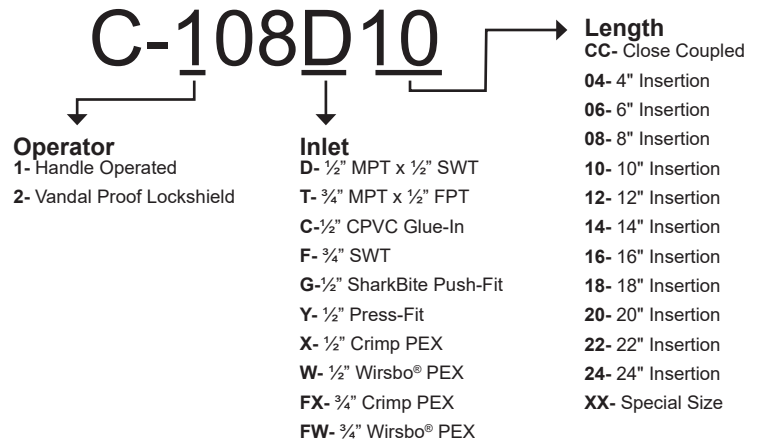 C-108D10
Operator
1- Handle Operated
2- Vandal Proof Lockshield
Inlet
D- ½” MPT x ½” SWT
T- ¾” MPT x ½” FPT
C-½” CPVC Glue-In
F- ¾” SWT
G-½” SharkBite Push-Fit
Y- ½” Press-Fit
X- ½” Crimp PEX
W- ½” Wirsbo® PEX
FX- ¾” Crimp PEX
FW- ¾” Wirsbo® PEX
Length
CC- Close Coupled
04- 4" Insertion
06- 6" Insertion
08- 8" Insertion
10- 10" Insertion
12- 12" Insertion
14- 14" Insertion
16- 16" Insertion
18- 18" Insertion
20- 20" Insertion
22- 22" Insertion
24- 24" Insertion
XX- Special Size